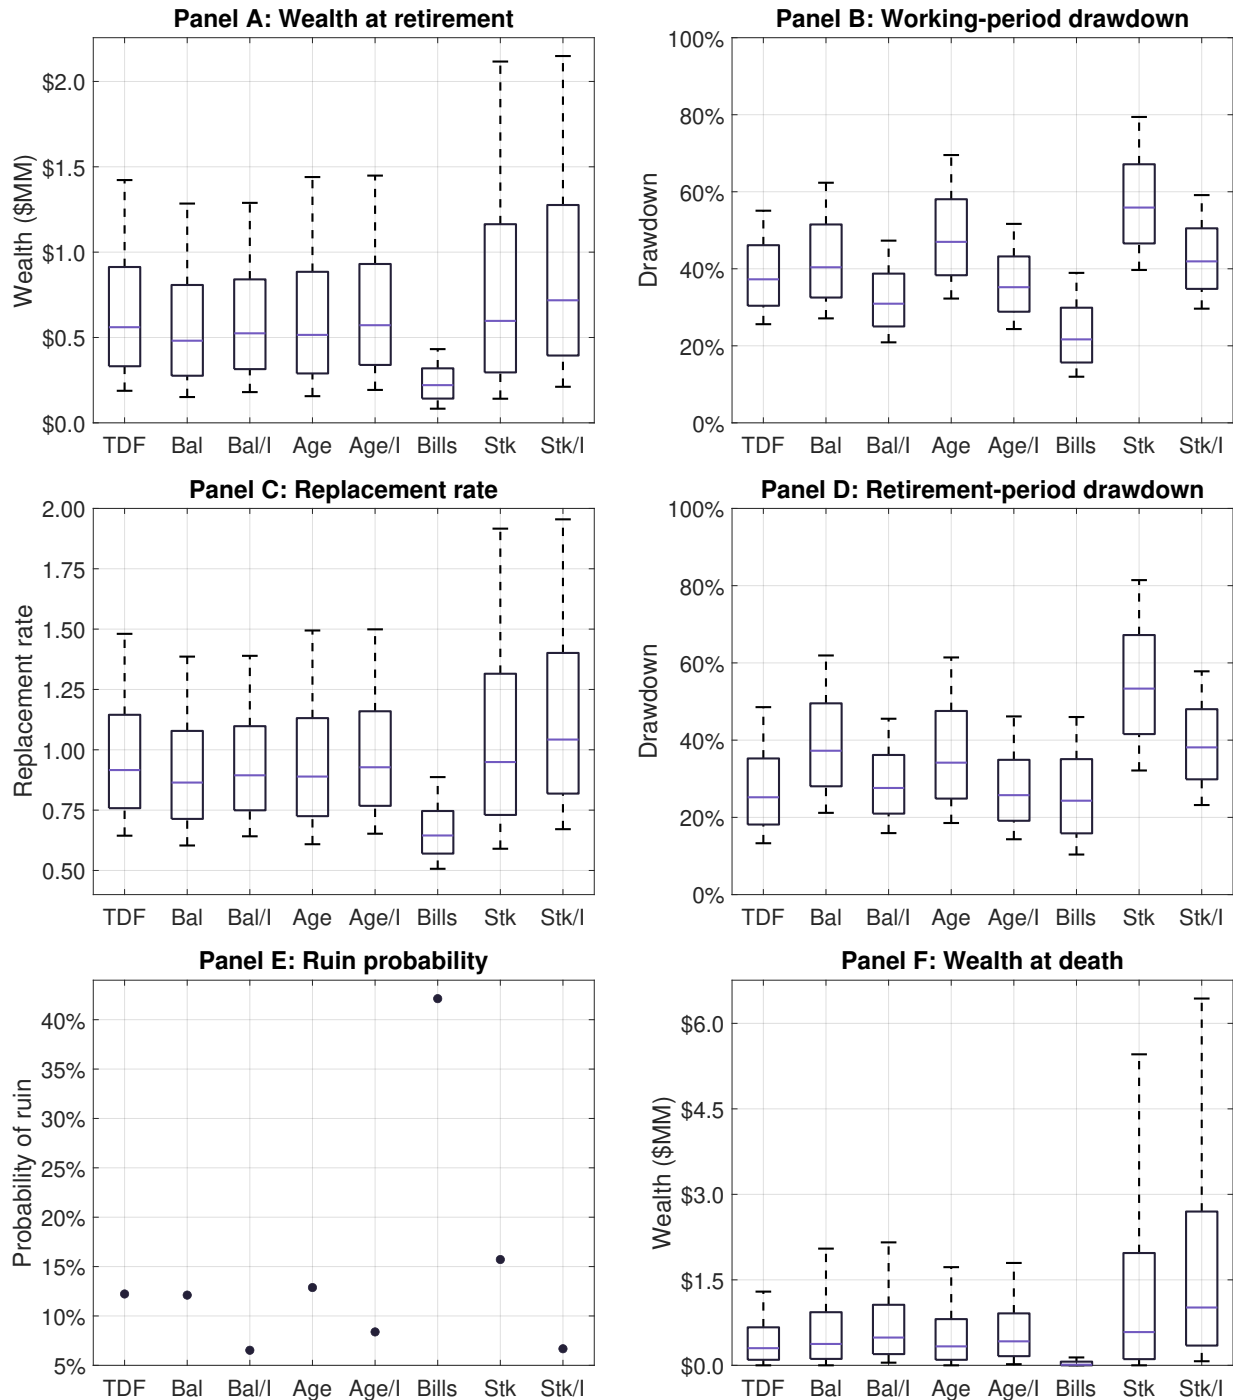 Panel A: Wealth at retirement
Wealth ($MM)
$2.0
$1.5
$1.0
$0.5
$0.0
TDF Bal Bal/I Age Age/I Bills Stk Stk/I
Panel B: Working-period drawdown
Drawdown
100%
80%
60%
40%
20%
0%
TDF Bal Bal/I Age Age/I Bills Stk Stk/I
Panel C: Replacement rate
Replacement rate
2.00
1.75
1.50
1.25
1.00
0.75
0.50
TDF Bal Bal/I Age Age/I Bills Stk Stk/I
Panel D: Retirement-period drawdown
Drawdown
100%
80%
60%
40%
20%
0%
TDF Bal Bal/I Age Age/I Bills Stk Stk/I
Panel E: Ruin probability
Probability of ruin
40%
35%
30%
25%
20%
15%
10%
5%
TDF Bal Bal/I Age Age/I Bills Stk Stk/I
Panel F: Wealth at death
Wealth ($MM)
$6.0
$4.5
$3.0
$1.5
$0.0
TDF Bal Bal/I Age Age/I Bills Stk Stk/I